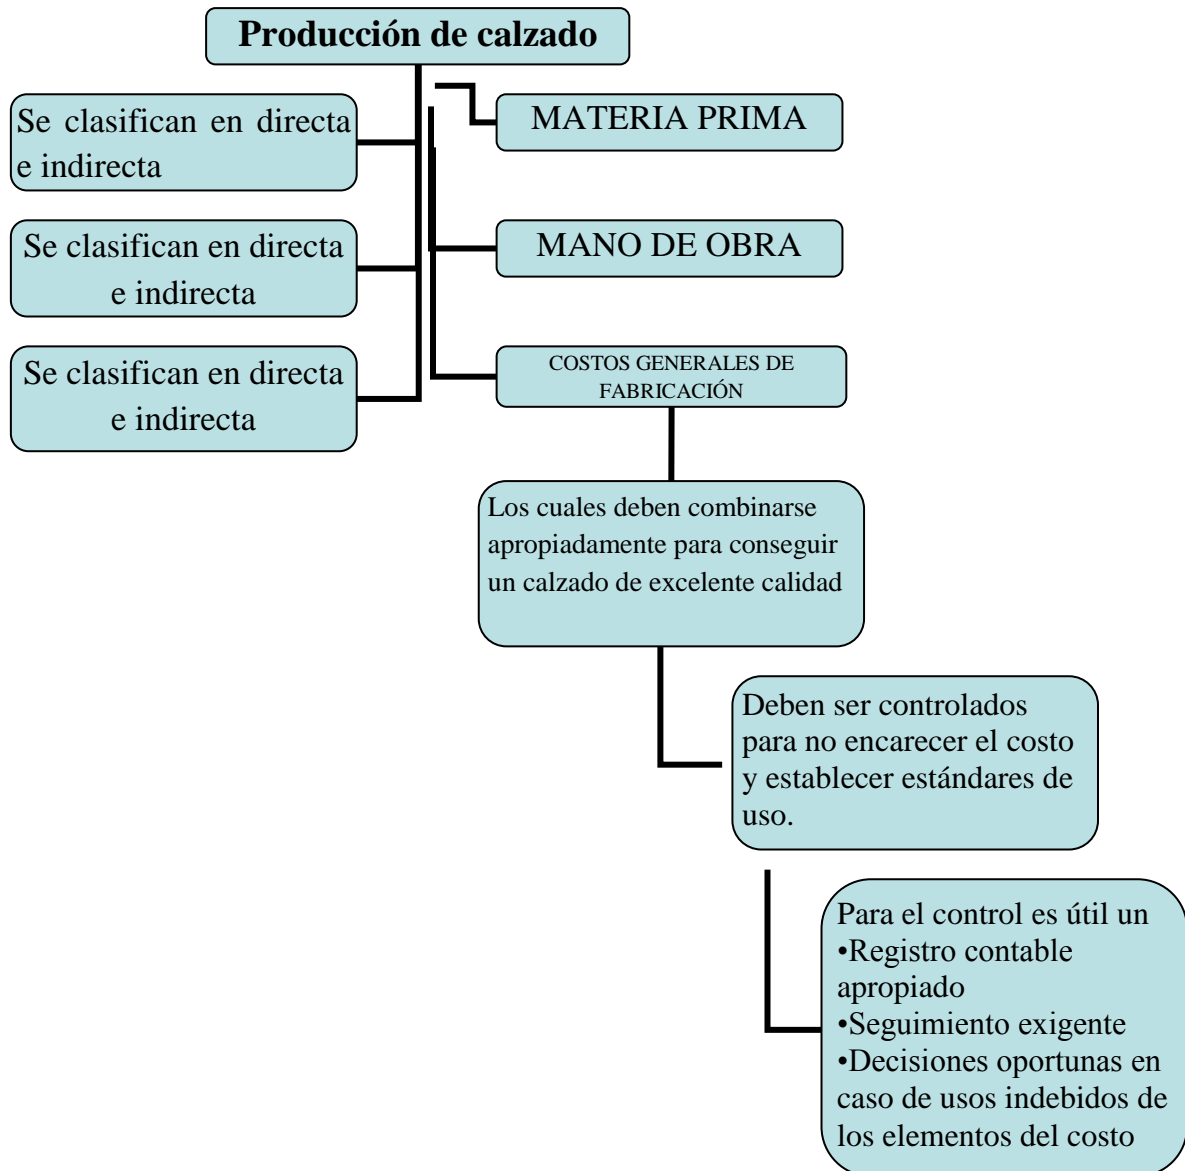 Producción de calzado
Se clasifican en directa
e indirecta
MATERIA PRIMA
Se clasifican en directa
e indirecta
MANO DE OBRA
Se clasifican en directa
e indirecta
COSTOS GENERALES DE
FABRICACIÓN
Los cuales deben combinarse
apropiadamente para conseguir
un calzado de excelente calidad
Deben ser controlados
para no encarecer el costo
y establecer estándares de
uso.
Para el control es útil un
•Registro contable
apropiado
•Seguimiento exigente
•Decisiones oportunas en
caso de usos indebidos de
los elementos del costo